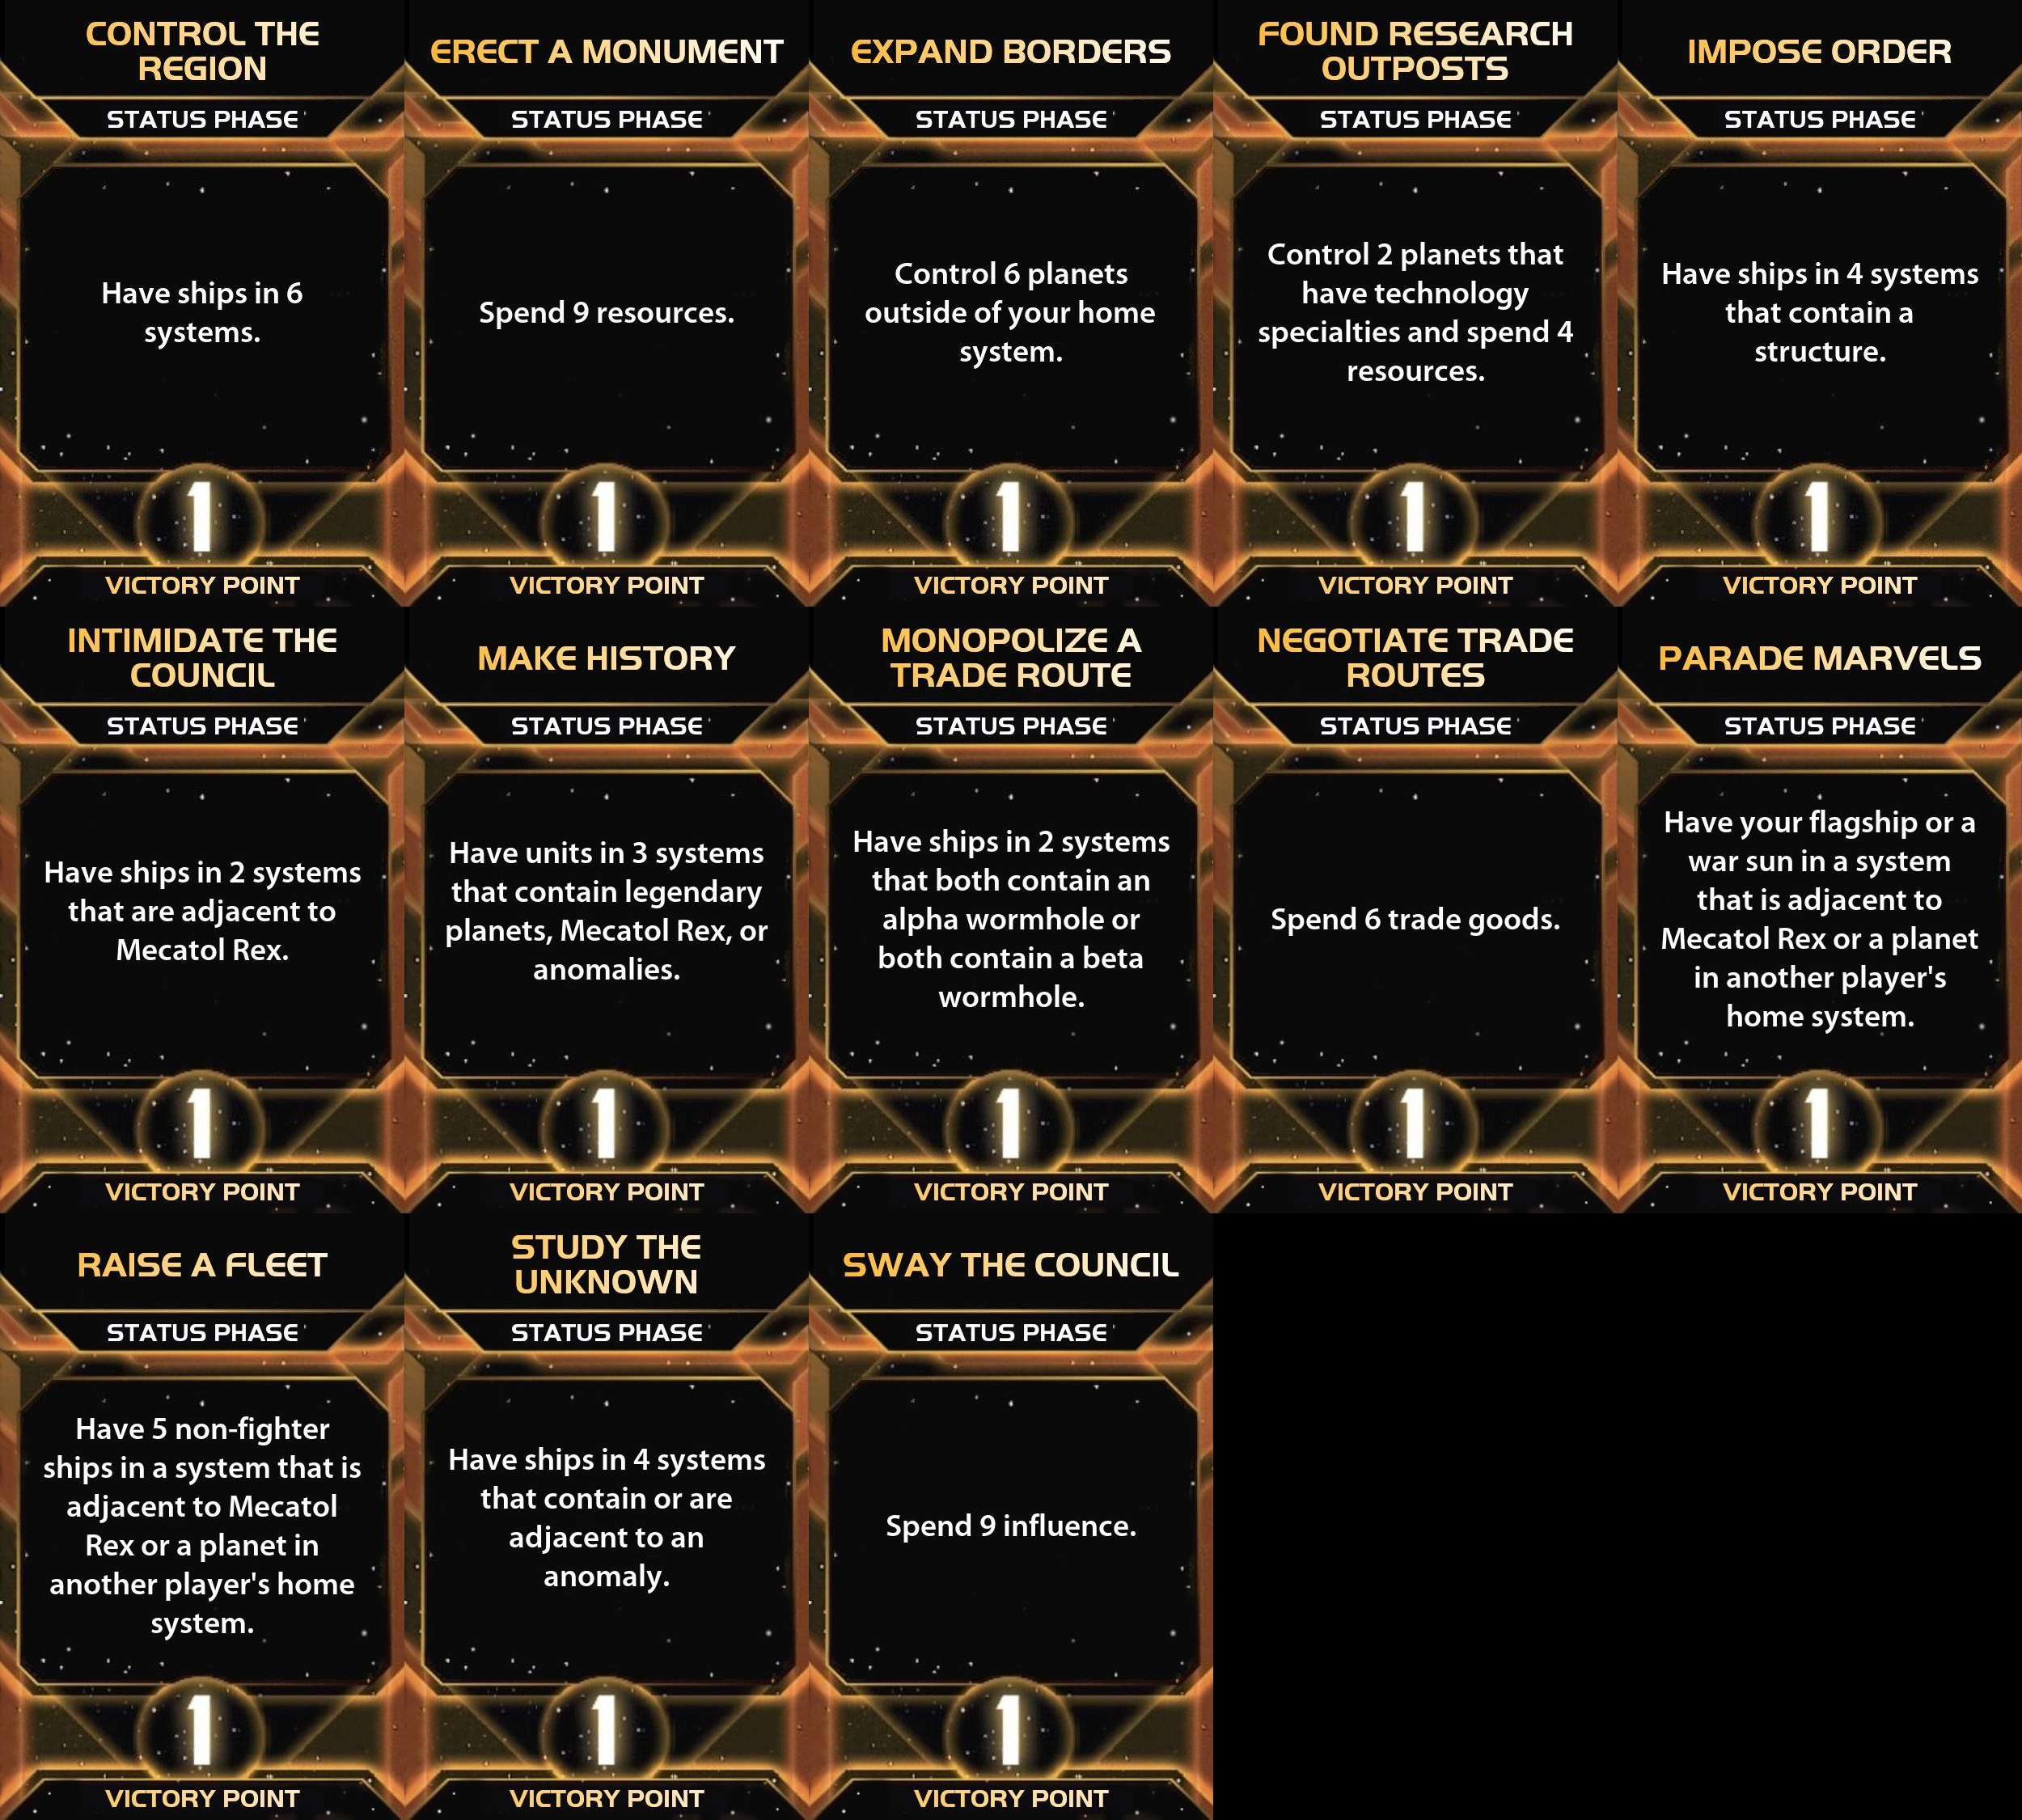 CONTROL THE
REGION
STATUS PHASE
Have ships in 6
systems.
1
VICTORY POINT
ERECT A MONUMENT
STATUS PHASE
Spend 9 resources.
1
VICTORY POINT
EXPAND BORDERS
STATUS PHASE
Control 6 planets
outside of your home
system.
1
VICTORY POINT
FOUND RESEARCH
OUTPOSTS
STATUS PHASE
Control 2 planets that
have technology
specialties and spend 4
resources.
1
VICTORY POINT
IMPOSE ORDER
STATUS PHASE
Have ships in 4 systems
that contain a
structure.
1
VICTORY POINT
INTIMIDATE THE
COUNCIL
STATUS PHASE
Have ships in 2 systems
that are adjacent to
Mecatol Rex.
1
VICTORY POINT
MAKE HISTORY
STATUS PHASE
Have units in 3 systems
that contain legendary
planets, Mecatol Rex, or
anomalies.
1
VICTORY POINT
MONOPOLIZE A
TRADE ROUTE
STATUS PHASE
Have ships in 2 systems
that both contain an
alpha wormhole or
both contain a beta
wormhole.
1
VICTORY POINT
NEGOTIATE TRADE
ROUTES
STATUS PHASE
Spend 6 trade goods.
1
VICTORY POINT
PARADE MARVELS
STATUS PHASE
Have your flagship or a
war sun in a system
that is adjacent to
Mecatol Rex or a planet
in another player's
home system.
1
VICTORY POINT
RAISE A FLEET
STATUS PHASE
Have 5 non-fighter
ships in a system that is
adjacent to Mecatol
Rex or a planet in
another player's home
system.
1
VICTORY POINT
STUDY THE
UNKNOWN
STATUS PHASE
Have ships in 4 systems
that contain or are
adjacent to an
anomaly.
1
VICTORY POINT
SWAY THE COUNCIL
STATUS PHASE
Spend 9 influence.
1
VICTORY POINT